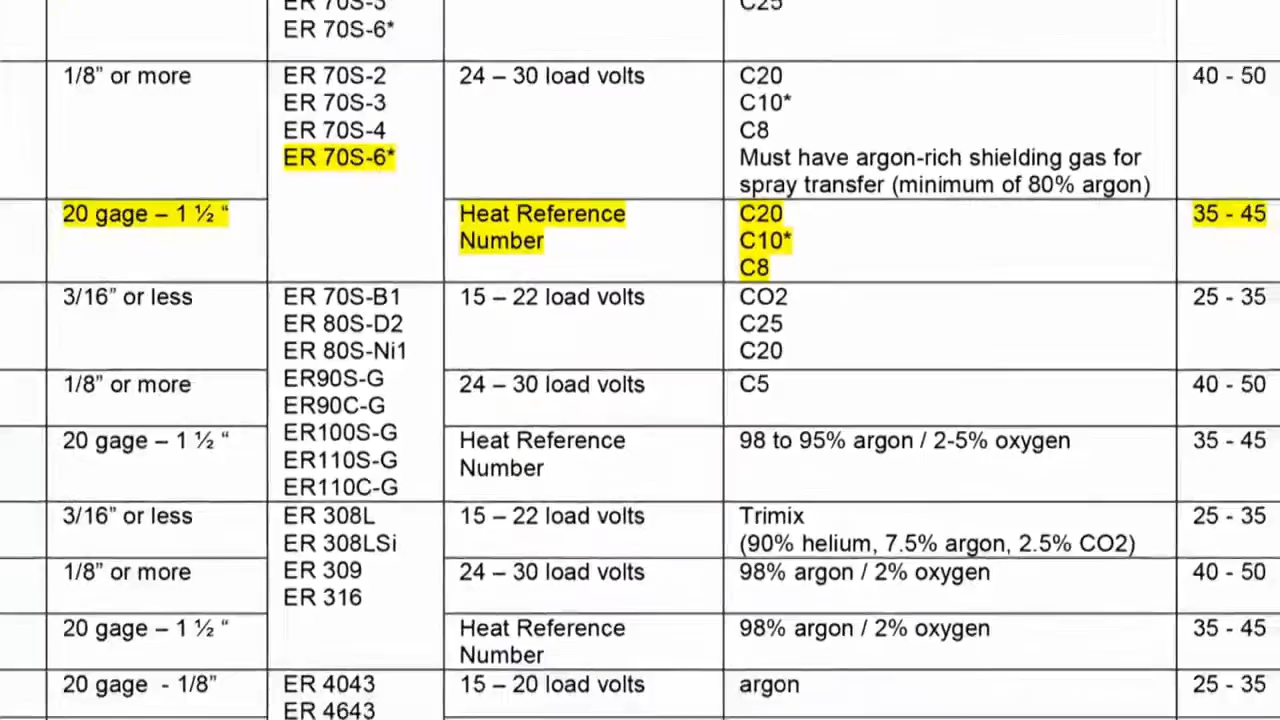 ER 70S-3 C25
ER 70S-6*
1/8” or more ER 70S-2 24 – 30 load volts C20 40 - 50
ER 70S-3 C10*
ER 70S-4 C8
ER 70S-6* Must have argon-rich shielding gas for
spray transfer (minimum of 80% argon)
20 gage – 1 ½ “ Heat Reference C20 35 - 45
Number C10*
C8
3/16” or less ER 70S-B1 15 – 22 load volts CO2 25 - 35
ER 80S-D2 C25
ER 80S-Ni1 C20
1/8” or more ER90S-G 24 – 30 load volts C5 40 - 50
ER90C-G
20 gage – 1 ½ “ ER100S-G Heat Reference 98 to 95% argon / 2-5% oxygen 35 - 45
ER110S-G Number
ER110C-G
3/16” or less ER 308L 15 – 22 load volts Trimix 25 - 35
ER 308LSi (90% helium, 7.5% argon, 2.5% CO2)
1/8” or more ER 309 24 – 30 load volts 98% argon / 2% oxygen 40 - 50
ER 316
20 gage – 1 ½ “ Heat Reference 98% argon / 2% oxygen 35 - 45
Number
20 gage - 1/8” ER 4043 15 – 20 load volts argon 25 - 35
ER 4643